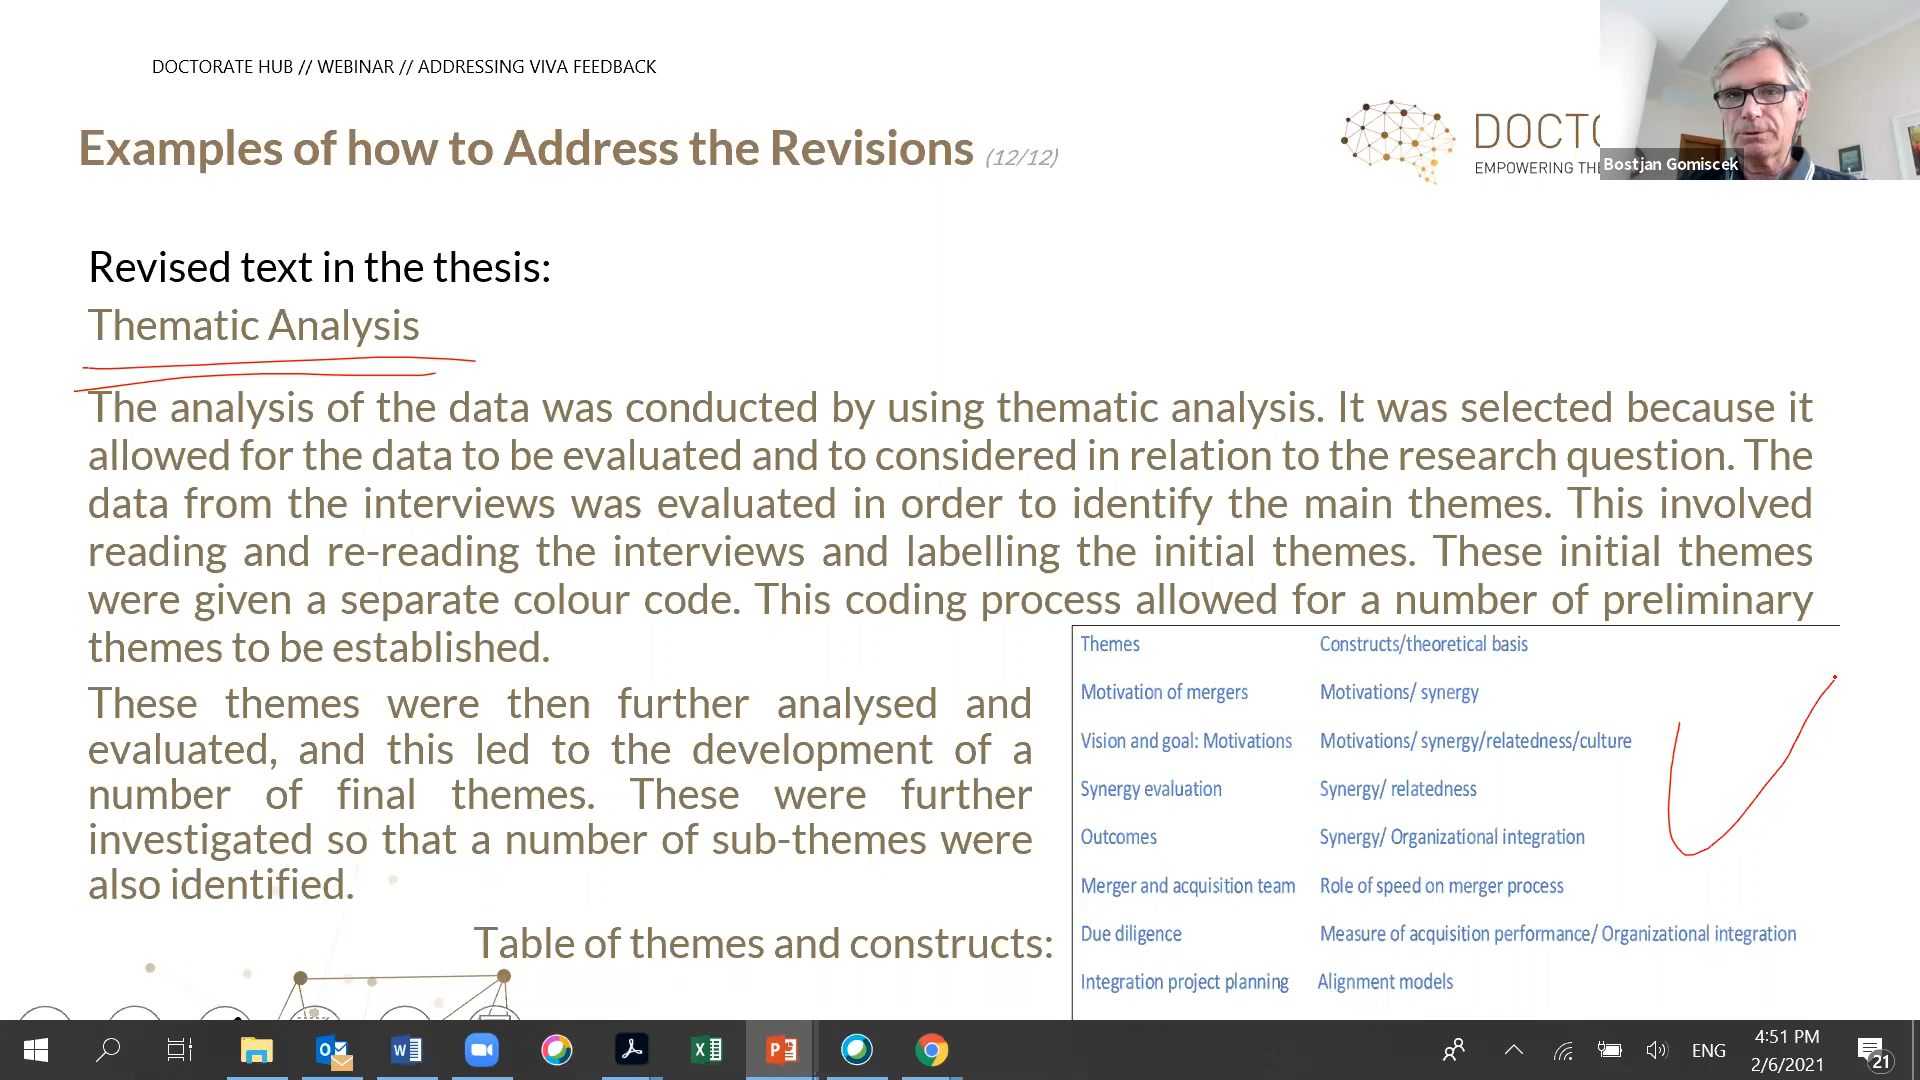 DOCTORATE HUB // WEBINAR // ADDRESSING VIVA FEEDBACK
Examples of how to Address the Revisions (12/12)
DOCTO
EMPOWERING THE
Bostjan Gomiscek
Revised text in the thesis:
Thematic Analysis
The analysis of the data was conducted by using thematic analysis. It was selected because it
allowed for the data to be evaluated and to considered in relation to the research question. The
data from the interviews was evaluated in order to identify the main themes. This involved
reading and re-reading the interviews and labelling the initial themes. These initial themes
were given a separate colour code. This coding process allowed for a number of preliminary
themes to be established.
These themes were then further analysed and
evaluated, and this led to the development of a
number of final themes. These were further
investigated so that a number of sub-themes were
also identified.
Table of themes and constructs:
Themes Constructs/theoretical basis
Motivation of mergers Motivations/ synergy
Vision and goal: Motivations Motivations/ synergy/relatedness/culture
Synergy evaluation Synergy/ relatedness
Outcomes Synergy/ Organizational integration
Merger and acquisition team Role of speed on merger process
Due diligence Measure of acquisition performance/ Organizational integration
Integration project planning Alignment models
ENG
4:51 PM
2/6/2021
21